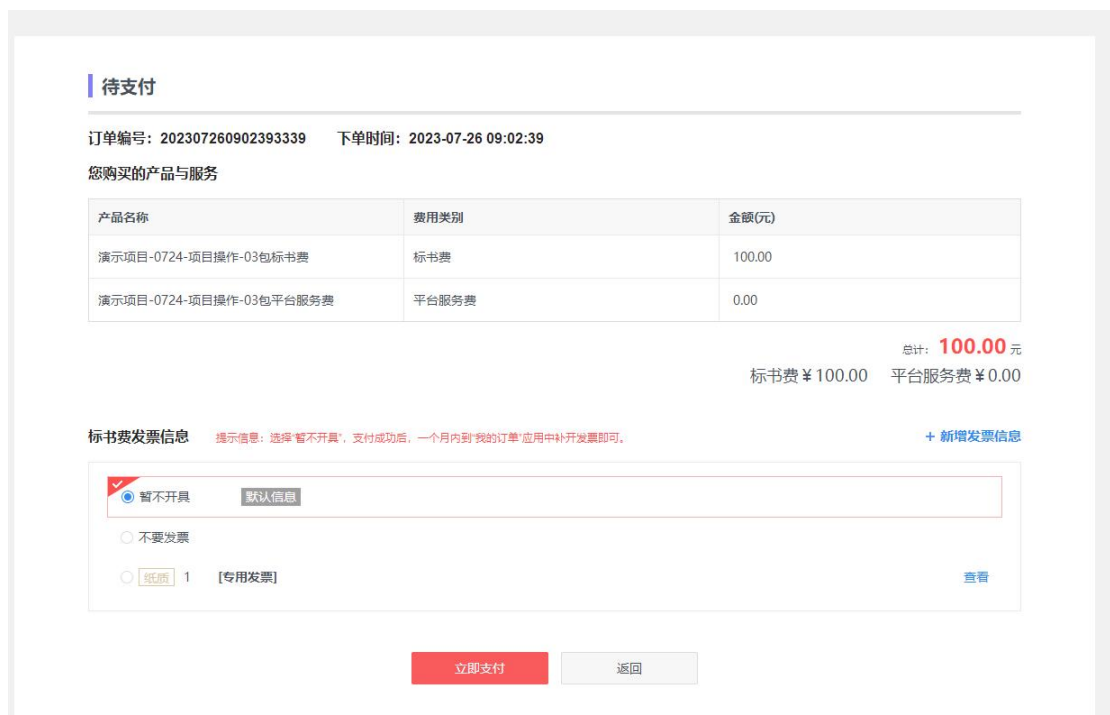 待支付
订单编号：202307260902393339 下单时间：2023-07-26 09:02:39
您购买的产品与服务
产品名称 费用类别 金额(元)
演示项目-0724-项目操作-03包标书费 标书费 100.00
演示项目-0724-项目操作-03包平台服务费 平台服务费 0.00
总计：100.00 元
标书费¥100.00 平台服务费¥0.00
标书费发票信息 提示信息：选择"暂不开具"，支付成功后，一个月内到"我的订单"应用中补开发票即可。 + 新增发票信息
暂不开具 默认信息
不要发票
纸质 1 [专用发票] 查看
立即支付 返回